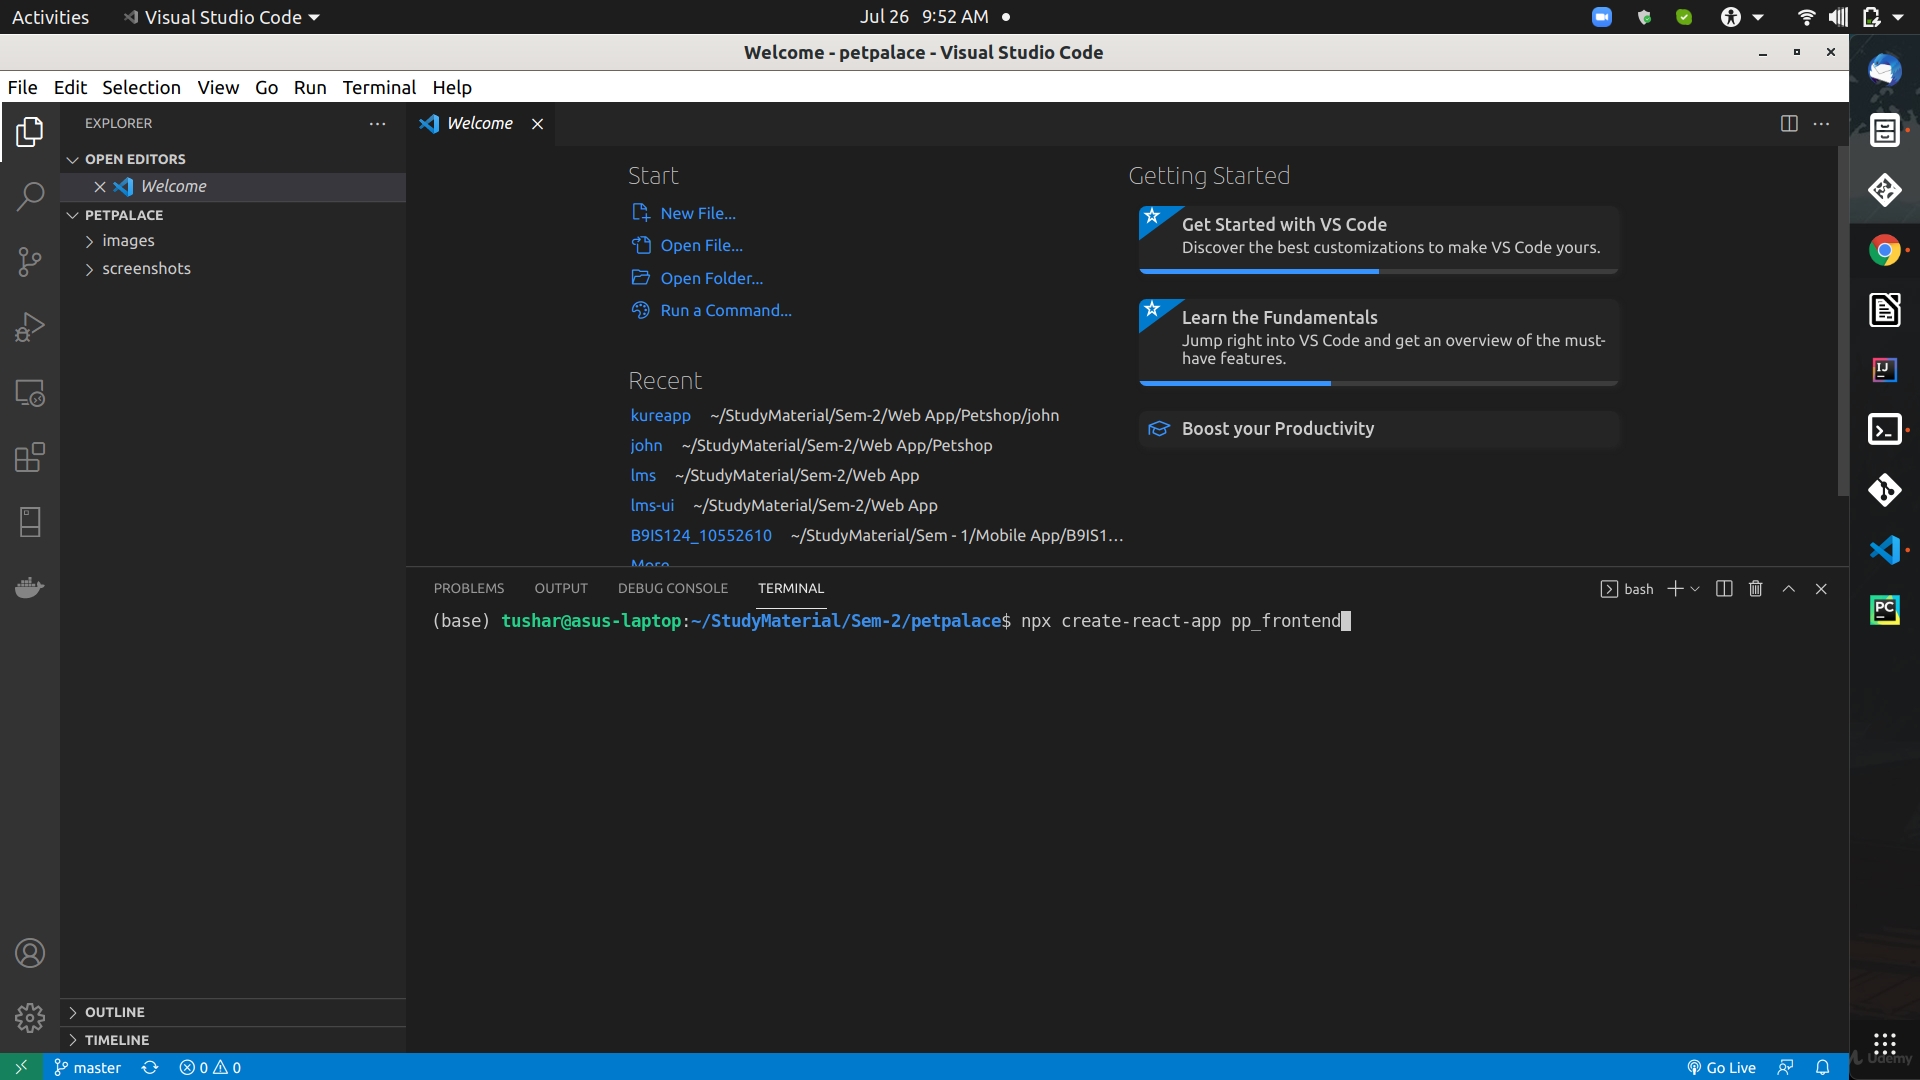 Activities Visual Studio Code Jul 26 9:52 AM
Welcome - petpalace - Visual Studio Code
File Edit Selection View Go Run Terminal Help
EXPLORER
OPEN EDITORS
Welcome
PETPALACE
images
screenshots
OUTLINE
TIMELINE
Welcome
Start
New File...
Open File...
Open Folder...
Run a Command...
Recent
kureapp ~/StudyMaterial/Sem-2/Web App/Petshop/john
john ~/StudyMaterial/Sem-2/Web App/Petshop
lms ~/StudyMaterial/Sem-2/Web App
lms-ui ~/StudyMaterial/Sem-2/Web App
B9IS124_10552610 ~/StudyMaterial/Sem - 1/Mobile App/B9IS1...
More
Getting Started
Get Started with VS Code
Discover the best customizations to make VS Code yours.
Learn the Fundamentals
Jump right into VS Code and get an overview of the must-
have features.
Boost your Productivity
PROBLEMS OUTPUT DEBUG CONSOLE TERMINAL bash
(base) tushar@asus-laptop:~/StudyMaterial/Sem-2/petpalace$ npx create-react-app pp_frontend
master 0 0 Go Live
IJ
PC
Udemy